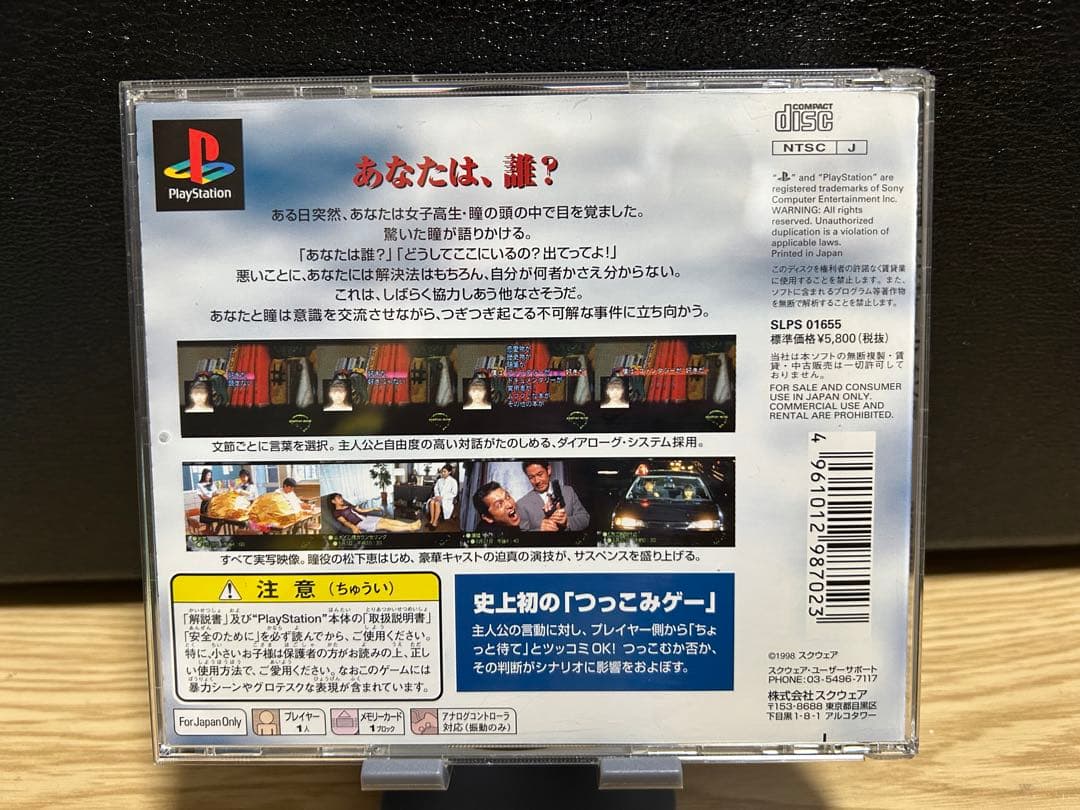 PlayStation
あなたは、誰?
ある日突然、あなたは女子高生・瞳の頭の中で目を覚ました。
驚いた瞳が語りかける。
「あなたは誰?」「どうしてここにいるの?出てってよ!」
悪いことに、あなたには解決法はもちろん、自分が何者かさえ分からない。
これは、しばらく協力しあう他なさそうだ。
あなたと瞳は意識を交流させながら、つぎつぎ起こる不可解な事件に立ち向かう。
文節ごとに言葉を選択。主人公と自由度の高い対話がたのしめる、ダイアローグ・システム採用。
すべて実写映像。瞳役の松下恵はじめ、豪華キャストの迫真の演技が、サスペンスを盛り上げる。
注意(ちゅうい)
「解説書」及び"PlayStation"本体の「取扱説明書」
「安全のために」を必ず読んでから、ご使用ください。
特に、小さいお子様は保護者の方がお読みの上、正し
い使用方法で、ご愛用ください。なおこのゲームには
暴力シーンやグロテスクな表現が含まれています。
史上初の「つっこみゲー」
主人公の言動に対し、プレイヤー側から「ちょ
っと待て」とツッコミOK! つっこむか否か、
その判断がシナリオに影響をおよぼす。
For Japan Only
プレイヤー
1人
メモリーカード
1ブロック
アナログコントローラ
対応(振動のみ)
COMPACT
disc
NTSC J
" " and "PlayStation" are
registered trademarks of Sony
Computer Entertainment Inc.
WARNING: All rights
reserved. Unauthorized
duplication is a violation of
applicable laws.
Printed in Japan
このディスクを権利者の許諾なく賃貸業
に使用することを禁止します。また、
ソフトに含まれるプログラム等著作物
を無断で解析することを禁止します。
SLPS 01655
標準価格¥5,800(税抜)
当社は本ソフトの無断複製・賃
貸・中古販売は一切許可して
おりません。
FOR SALE AND CONSUMER
USE IN JAPAN ONLY.
COMMERCIAL USE AND
RENTAL ARE PROHIBITED.
4 961012 987023
©1998 スクウェア
スクウェア・ユーザーサポート
PHONE:03-5496-7117
株式会社スクウェア
〒153-8688 東京都目黒区
下目黒1-8-1 アルコタワー